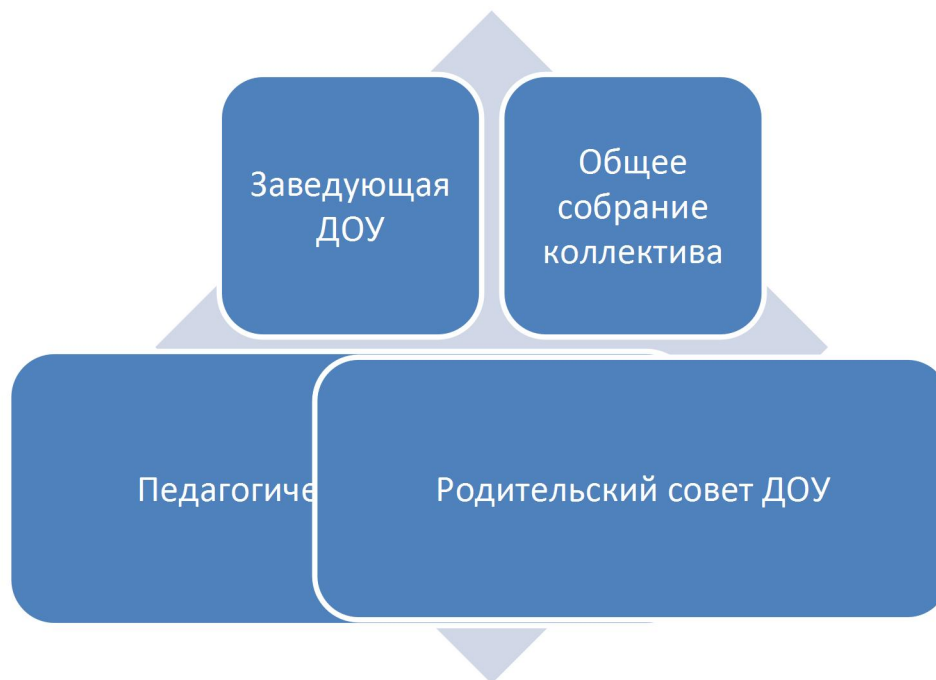 Заведующая
ДОУ
Общее
собрание
коллектива
Педагогиче
Родительский совет ДОУ